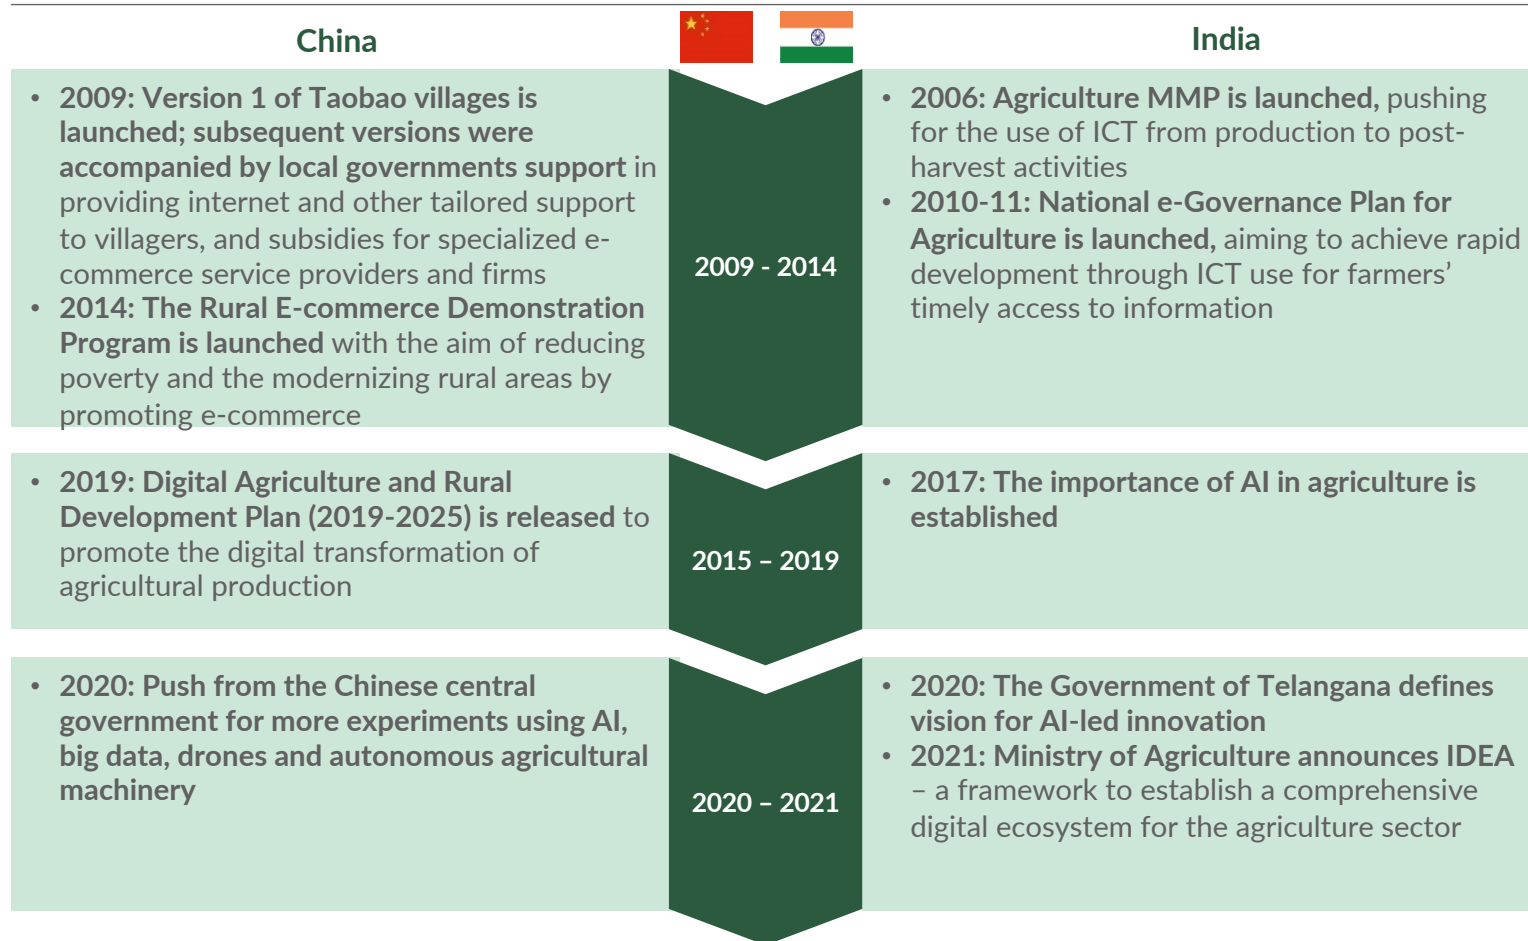 China
India
• 2009: Version 1 of Taobao villages is
launched; subsequent versions were
accompanied by local governments support in
providing internet and other tailored support
to villagers, and subsidies for specialized e-
commerce service providers and firms
• 2014: The Rural E-commerce Demonstration
Program is launched with the aim of reducing
poverty and the modernizing rural areas by
promoting e-commerce
2009 - 2014
• 2006: Agriculture MMP is launched, pushing
for the use of ICT from production to post-
harvest activities
• 2010-11: National e-Governance Plan for
Agriculture is launched, aiming to achieve rapid
development through ICT use for farmers’
timely access to information
• 2019: Digital Agriculture and Rural
Development Plan (2019-2025) is released to
promote the digital transformation of
agricultural production
2015 – 2019
• 2017: The importance of AI in agriculture is
established
• 2020: Push from the Chinese central
government for more experiments using AI,
big data, drones and autonomous agricultural
machinery
2020 – 2021
• 2020: The Government of Telangana defines
vision for AI-led innovation
• 2021: Ministry of Agriculture announces IDEA
– a framework to establish a comprehensive
digital ecosystem for the agriculture sector